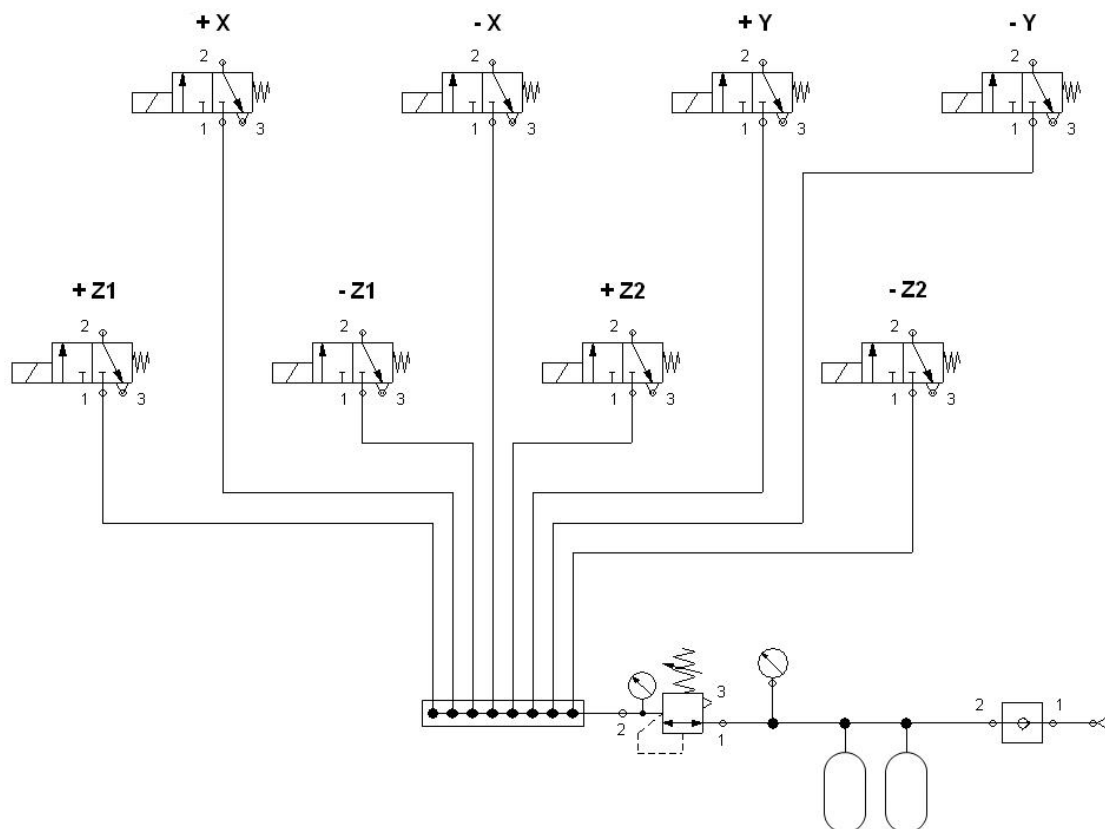 + X - X + Y - Y
2 2 2 2
1 3 1 3 1 3 1 3
+ Z1 - Z1 + Z2 - Z2
2 2 2 2
1 3 1 3 1 3 1 3
3
2 1 2 1